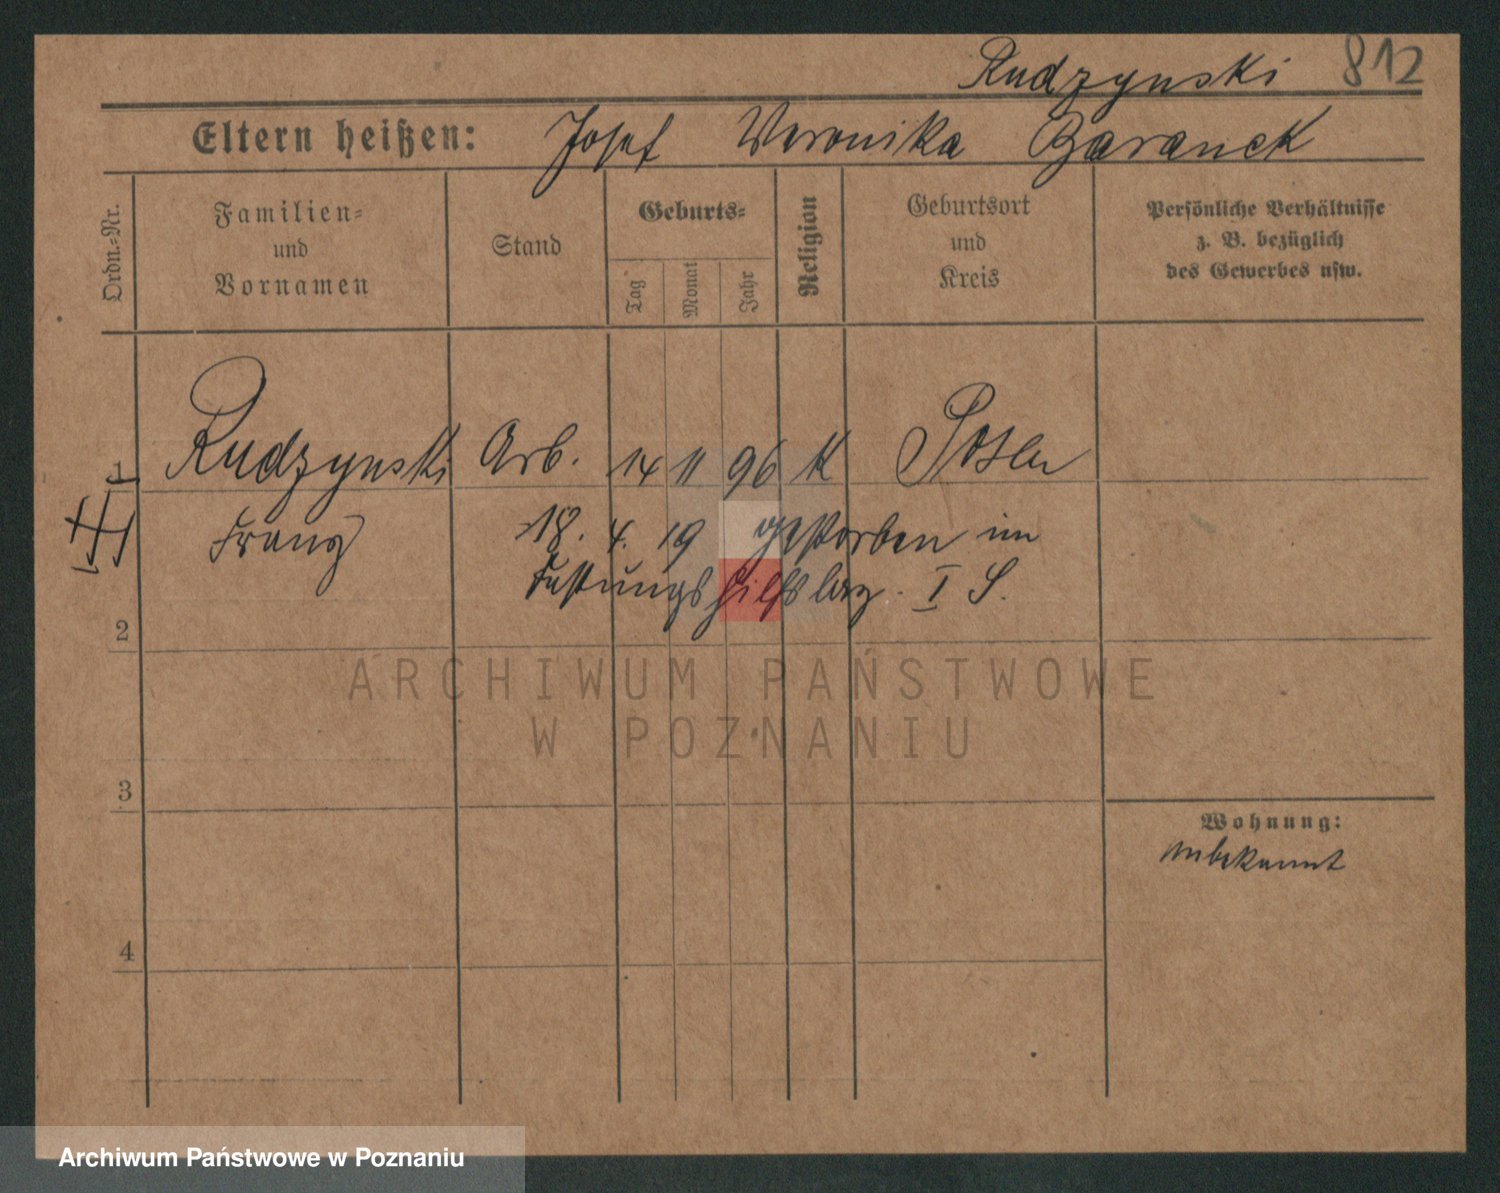 Rudzynski 812
Eltern heißen: Josef Veronika Baranek
Ordn.-Nr.
Familien-
und
Vornamen
Stand
Geburts-
Tag
Monat
Jahr
Religion
Geburtsort
und
Kreis
Persönliche Verhältnisse
z. B. bezüglich
des Gewerbes usw.
1 Rudzynski Arb. 14 11 96 K Posen
Franz 18. 4. 19 gestorben im
Festungshilfslaz. I S.
2
ARCHIWUM PAŃSTWOWE
W POZNANIU
3
Wohnung:
unbekannt
4
Archiwum Państwowe w Poznaniu